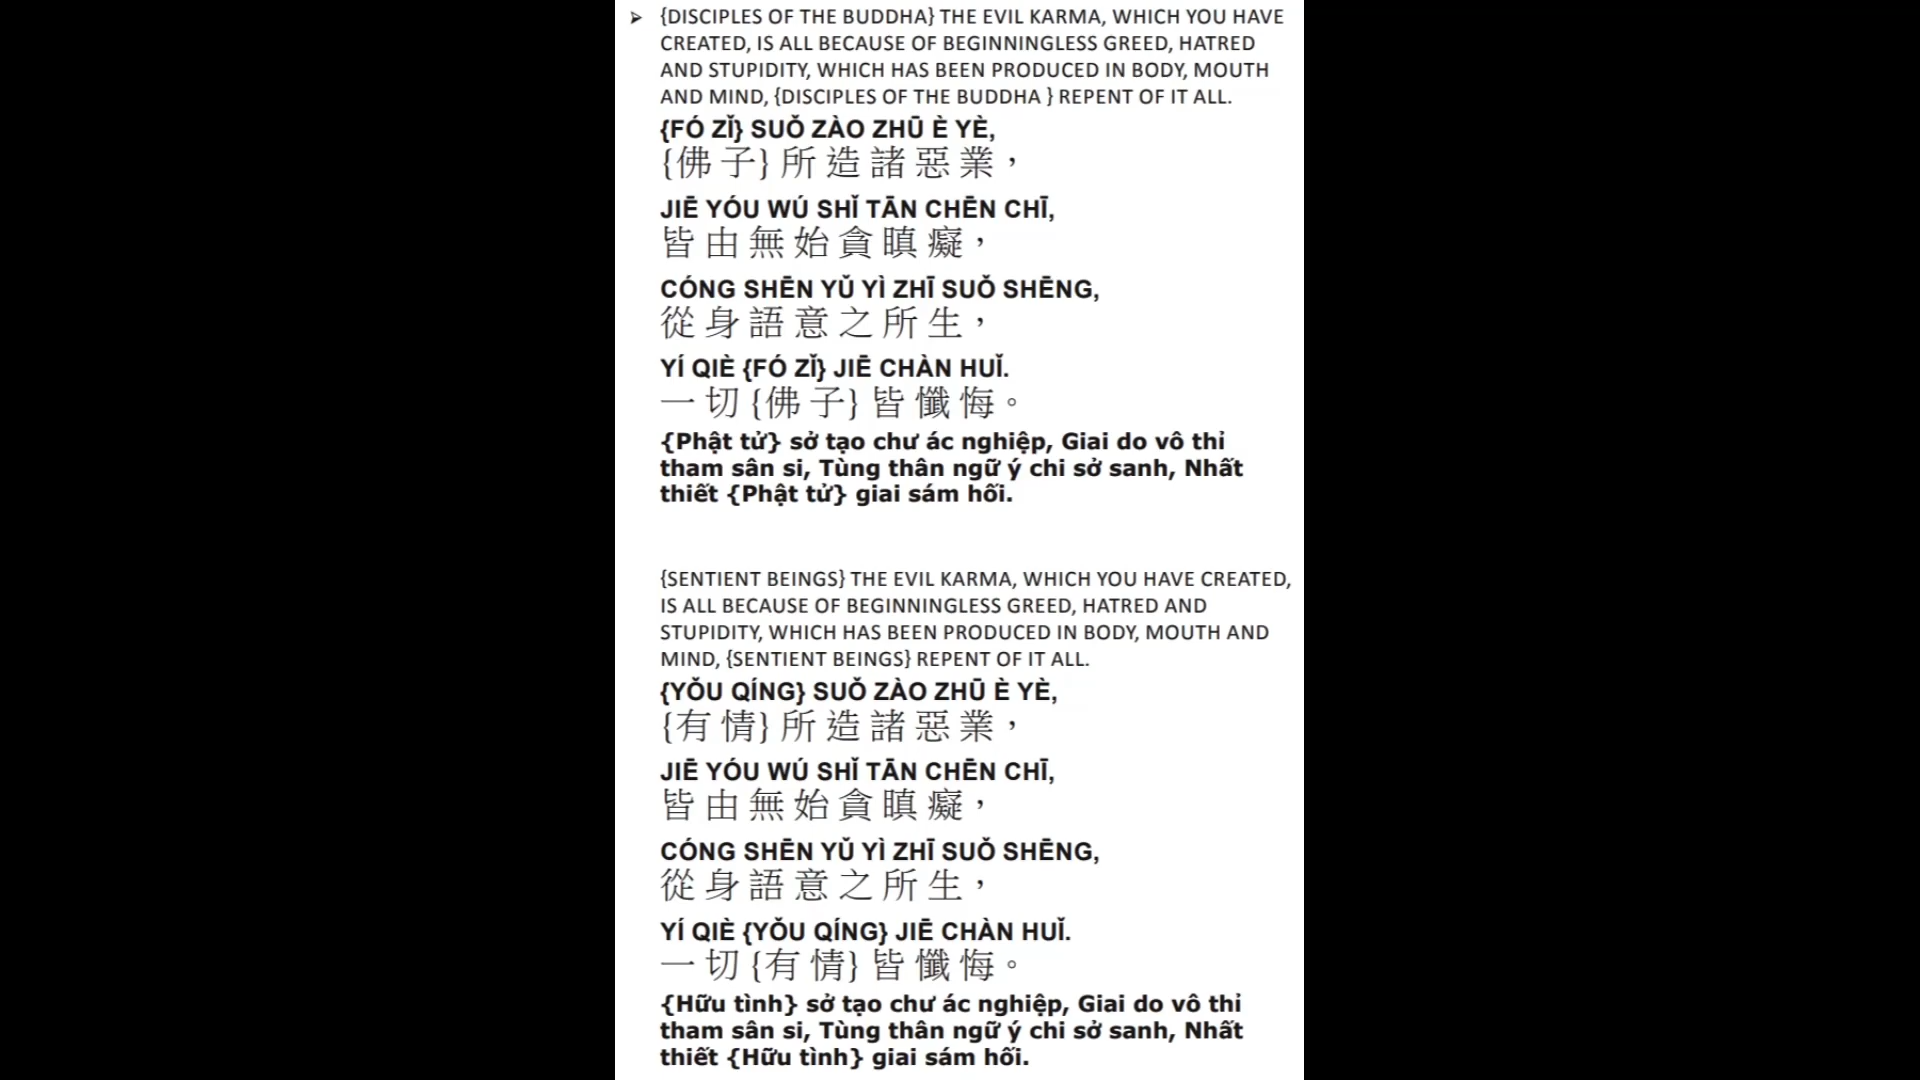 ➢ {DISCIPLES OF THE BUDDHA} THE EVIL KARMA, WHICH YOU HAVE
CREATED, IS ALL BECAUSE OF BEGINNINGLESS GREED, HATRED
AND STUPIDITY, WHICH HAS BEEN PRODUCED IN BODY, MOUTH
AND MIND, {DISCIPLES OF THE BUDDHA } REPENT OF IT ALL.
{FÓ ZǏ} SUǑ ZÀO ZHŪ È YÈ,
{佛 子} 所 造 諸 惡 業，
JIĒ YÓU WÚ SHǏ TĀN CHĒN CHĪ,
皆 由 無 始 貪 瞋 癡，
CÓNG SHĒN YǓ YÌ ZHĪ SUǑ SHĒNG,
從 身 語 意 之 所 生，
YÍ QIÈ {FÓ ZǏ} JIĒ CHÀN HUǏ.
一 切 {佛 子} 皆 懺 悔。
{Phật tử} sở tạo chư ác nghiệp, Giai do vô thỉ
tham sân si, Tùng thân ngữ ý chi sở sanh, Nhất
thiết {Phật tử} giai sám hối.
{SENTIENT BEINGS} THE EVIL KARMA, WHICH YOU HAVE CREATED,
IS ALL BECAUSE OF BEGINNINGLESS GREED, HATRED AND
STUPIDITY, WHICH HAS BEEN PRODUCED IN BODY, MOUTH AND
MIND, {SENTIENT BEINGS} REPENT OF IT ALL.
{YǑU QÍNG} SUǑ ZÀO ZHŪ È YÈ,
{有 情} 所 造 諸 惡 業，
JIĒ YÓU WÚ SHǏ TĀN CHĒN CHĪ,
皆 由 無 始 貪 瞋 癡，
CÓNG SHĒN YǓ YÌ ZHĪ SUǑ SHĒNG,
從 身 語 意 之 所 生，
YÍ QIÈ {YǑU QÍNG} JIĒ CHÀN HUǏ.
一 切 {有 情} 皆 懺 悔。
{Hữu tình} sở tạo chư ác nghiệp, Giai do vô thỉ
tham sân si, Tùng thân ngữ ý chi sở sanh, Nhất
thiết {Hữu tình} giai sám hối.